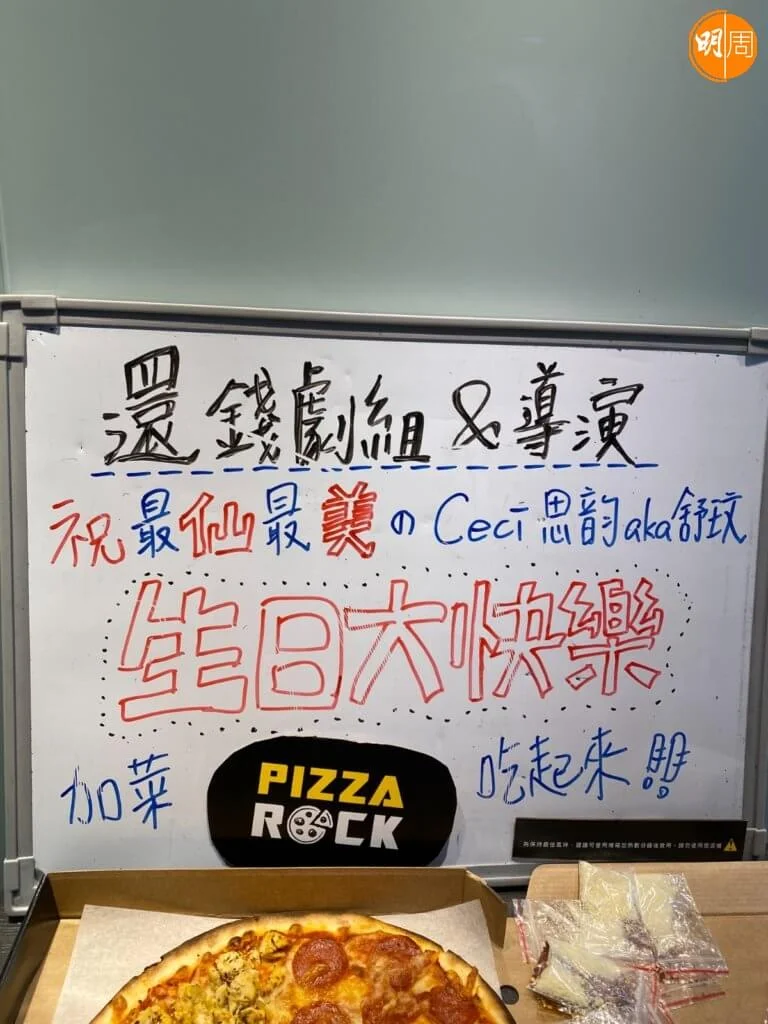 明周
還錢劇組&導演
祝最仙最美のCeci思韵aka舒玟
生日大快樂
加菜
PIZZA
ROCK
吃起來!!!